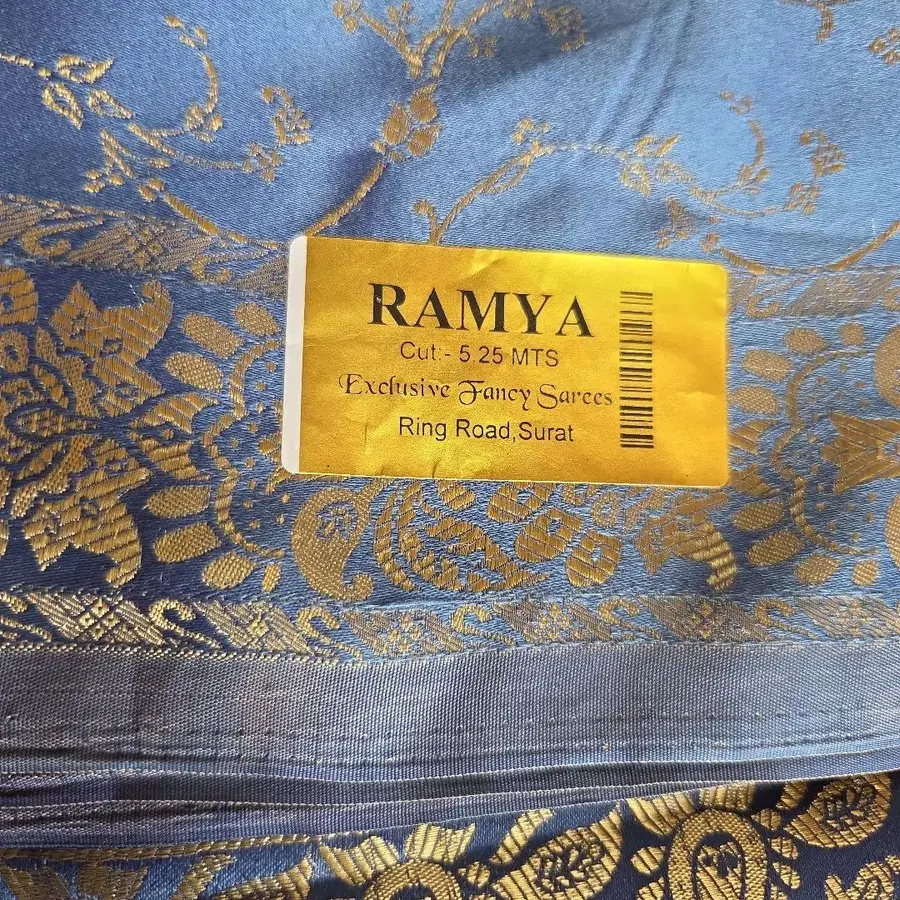 RAMYA
Cut:- 5.25 MTS
Exclusive Fancy Sarees
Ring Road,Surat